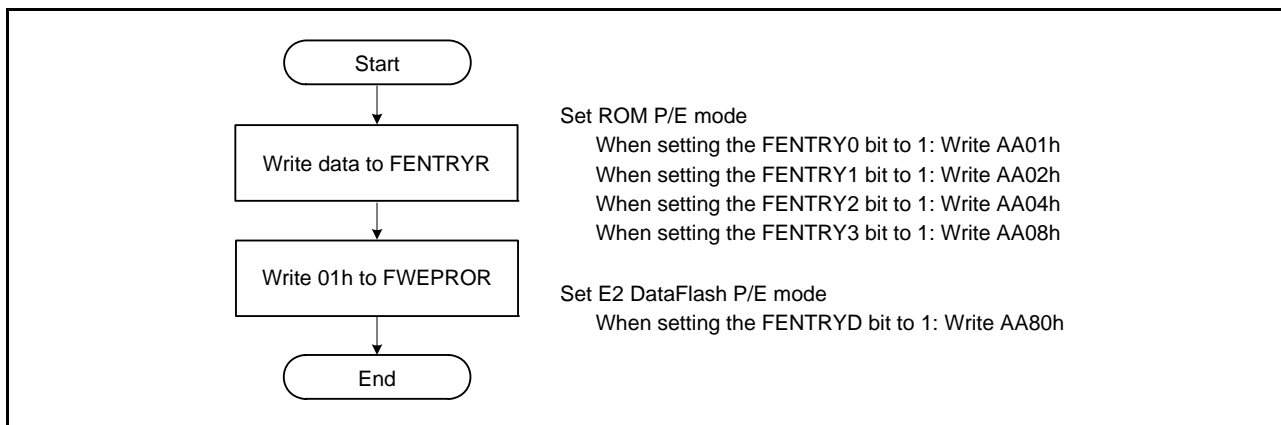 Start
Write data to FENTRYR
Write 01h to FWEPROR
End
Set ROM P/E mode
When setting the FENTRY0 bit to 1: Write AA01h
When setting the FENTRY1 bit to 1: Write AA02h
When setting the FENTRY2 bit to 1: Write AA04h
When setting the FENTRY3 bit to 1: Write AA08h
Set E2 DataFlash P/E mode
When setting the FENTRYD bit to 1: Write AA80h